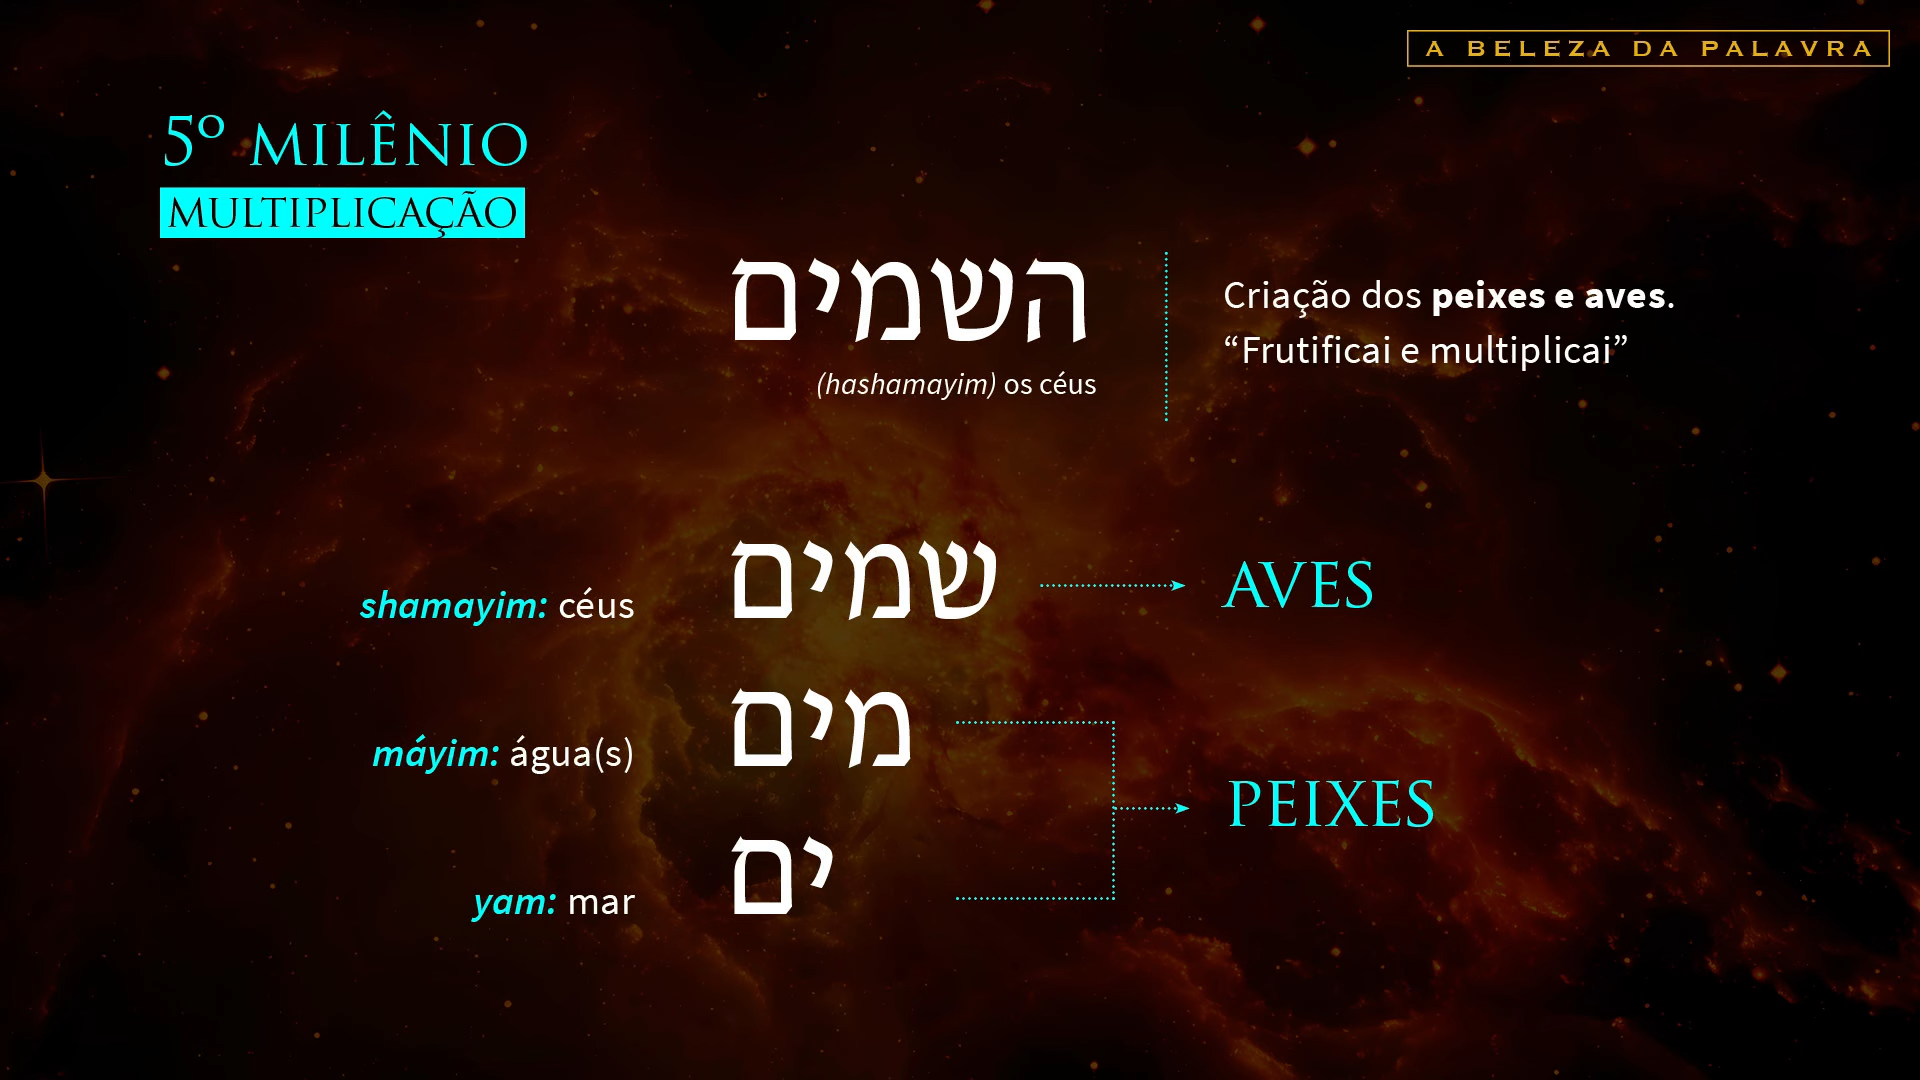 A BELEZA DA PALAVRA
5º MILÊNIO
MULTIPLICAÇÃO
השמים
(hashamayim) os céus
Criação dos peixes e aves.
“Frutificai e multiplicai”
shamayim: céus
שמים
AVES
máyim: água(s)
מים
PEIXES
yam: mar
ים